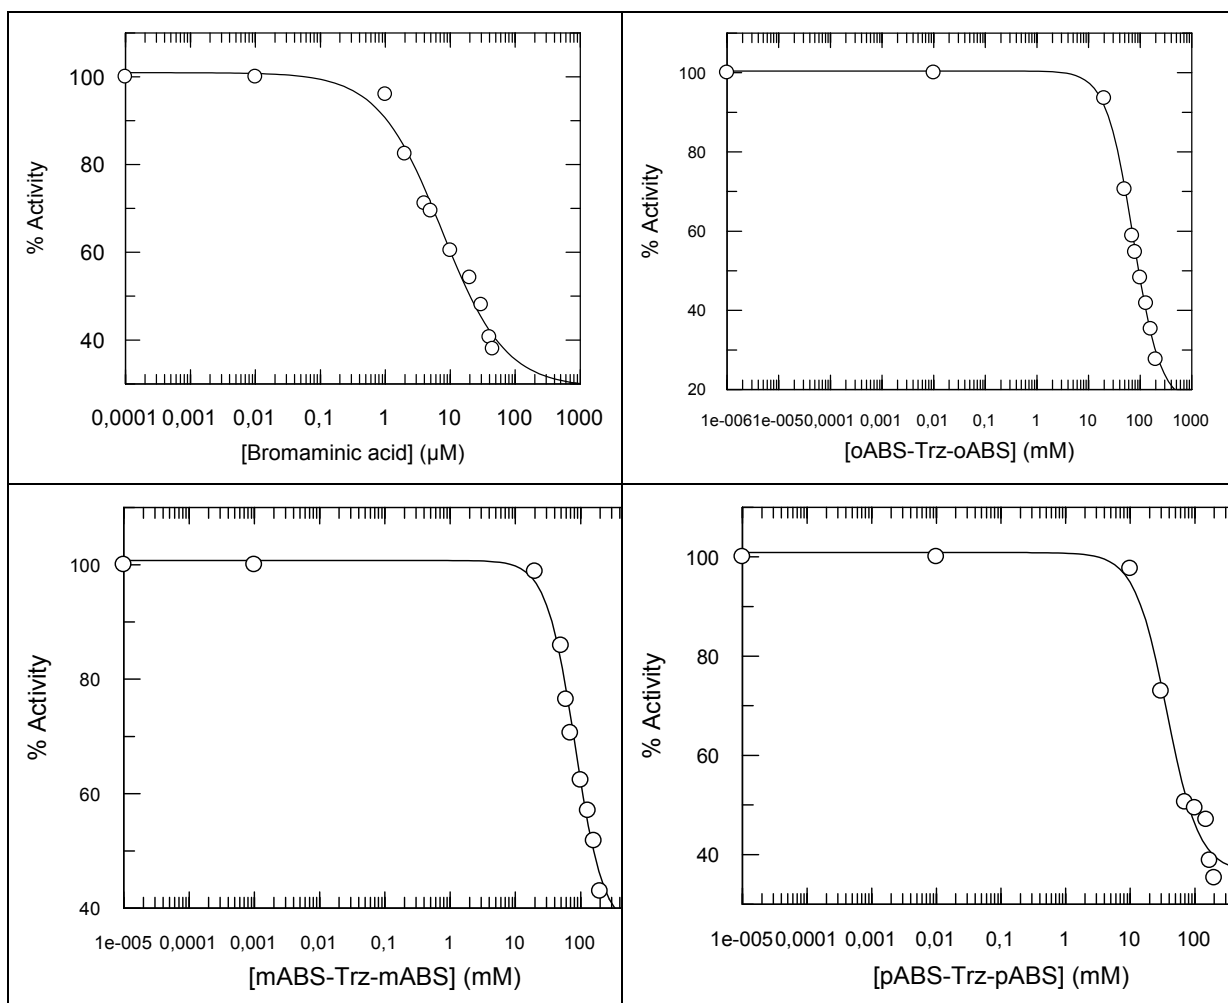 100
80
60
40
% Activity
0,0001 0,001 0,01 0,1 1 10 100 1000
[Bromaminic acid] (µM)
100
80
60
40
20
% Activity
1e-0061e-0050,0001 0,001 0,01 0,1 1 10 100 1000
[oABS-Trz-oABS] (mM)
100
80
60
40
% Activity
1e-005 0,0001 0,001 0,01 0,1 1 10 100
[mABS-Trz-mABS] (mM)
100
80
60
40
% Activity
1e-0050,0001 0,001 0,01 0,1 1 10 100
[pABS-Trz-pABS] (mM)